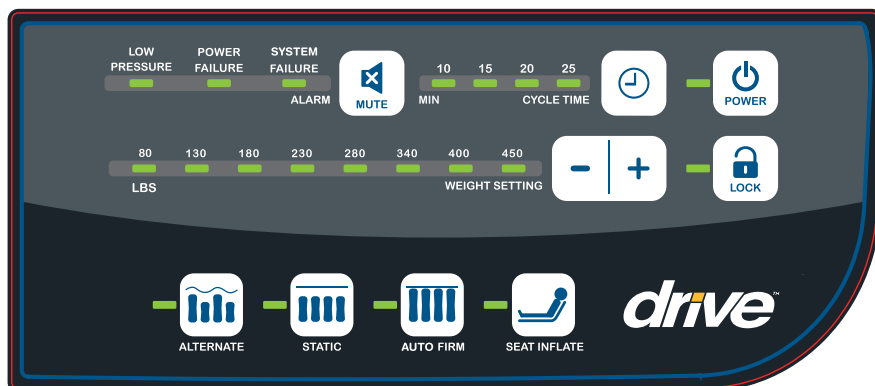 LOW PRESSURE
POWER FAILURE
SYSTEM FAILURE
ALARM
MUTE
10 15 20 25
MIN CYCLE TIME
POWER
80 130 180 230 280 340 400 450
LBS WEIGHT SETTING
- +
LOCK
ALTERNATE
STATIC
AUTO FIRM
SEAT INFLATE
drive™